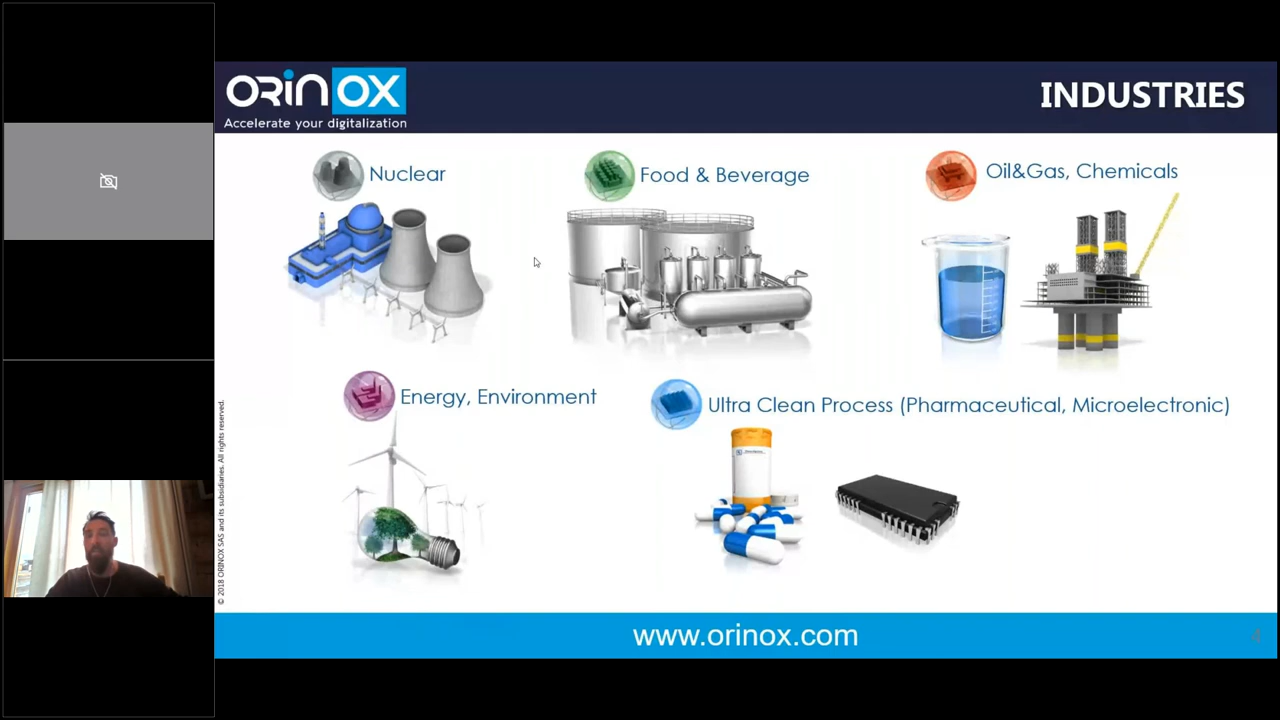 ORINOX
Accelerate your digitalization
INDUSTRIES
Nuclear
Food & Beverage
Oil&Gas, Chemicals
Energy, Environment
Ultra Clean Process (Pharmaceutical, Microelectronic)
© 2018 ORINOX SAS and its subsidiaries. All rights reserved.
www.orinox.com
4